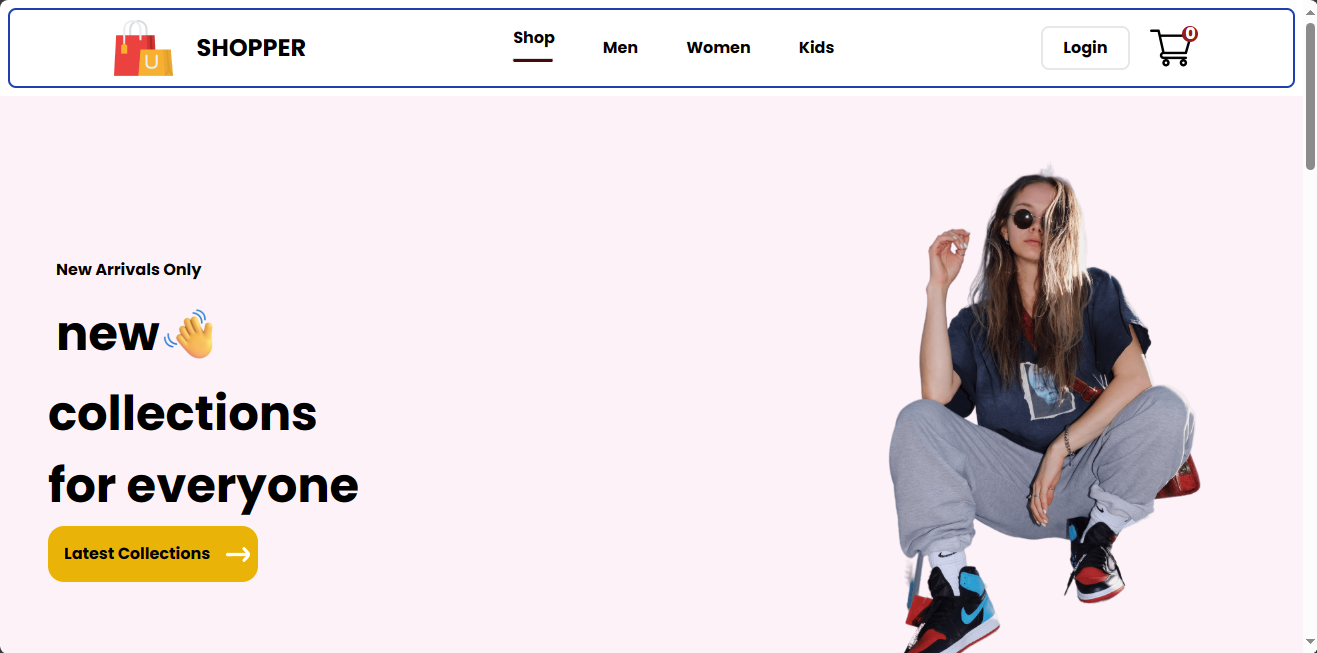 SHOPPER
Shop
Men
Women
Kids
Login
0
New Arrivals Only
new
collections
for everyone
Latest Collections